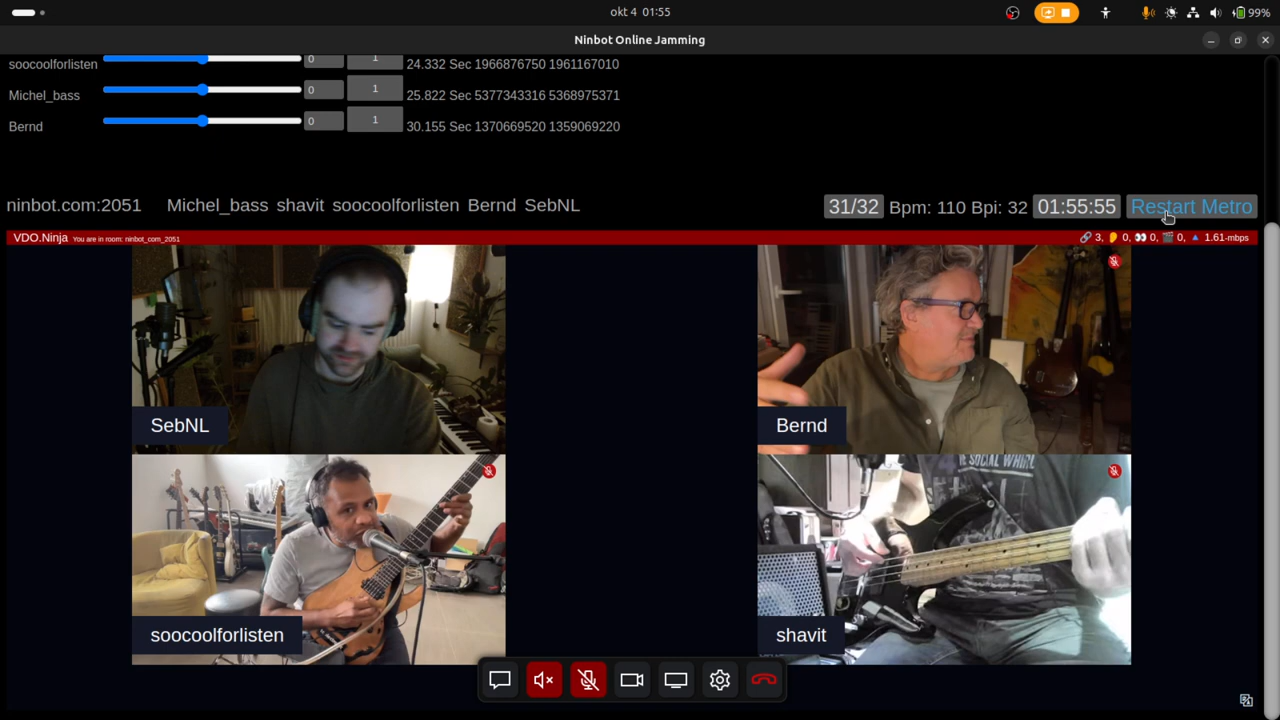 okt 4 01:55
99%
Ninbot Online Jamming
soocoolforlisten 0 1 24.332 Sec 1966876750 1961167010
Michel_bass 0 1 25.822 Sec 5377343316 5368975371
Bernd 0 1 30.155 Sec 1370669520 1359069220
ninbot.com:2051 Michel_bass shavit soocoolforlisten Bernd SebNL 31/32 Bpm: 110 Bpi: 32 01:55:55 Restart Metro
VDO.Ninja You are in room: ninbot_com_2051 3, 0, 0, 0, 1.61-mbps
SebNL
Bernd
SOCIAL WHIRL
soocoolforlisten
shavit